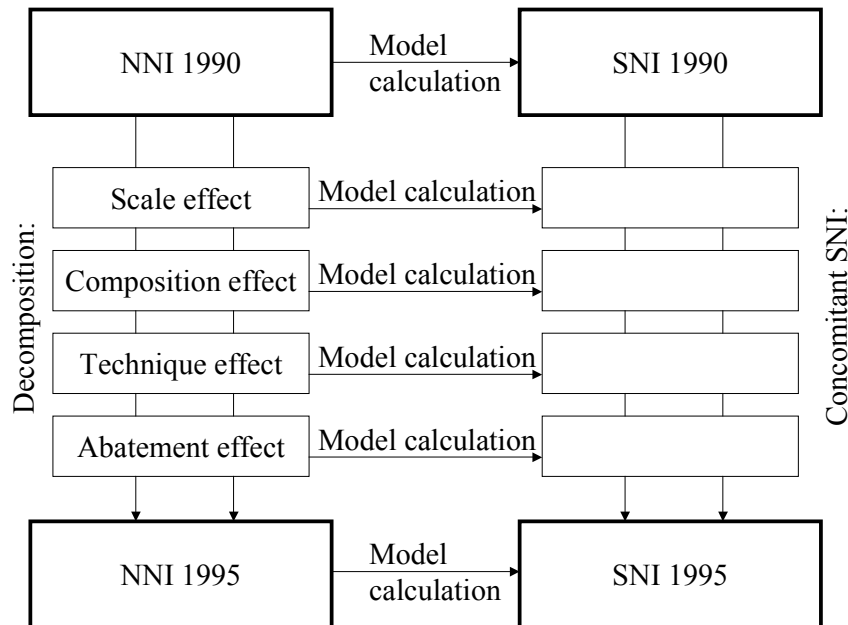 NNI 1990
Model
calculation
SNI 1990
Decomposition:
Scale effect
Model calculation
Composition effect
Model calculation
Technique effect
Model calculation
Abatement effect
Model calculation
Concomitant SNI:
NNI 1995
Model
calculation
SNI 1995